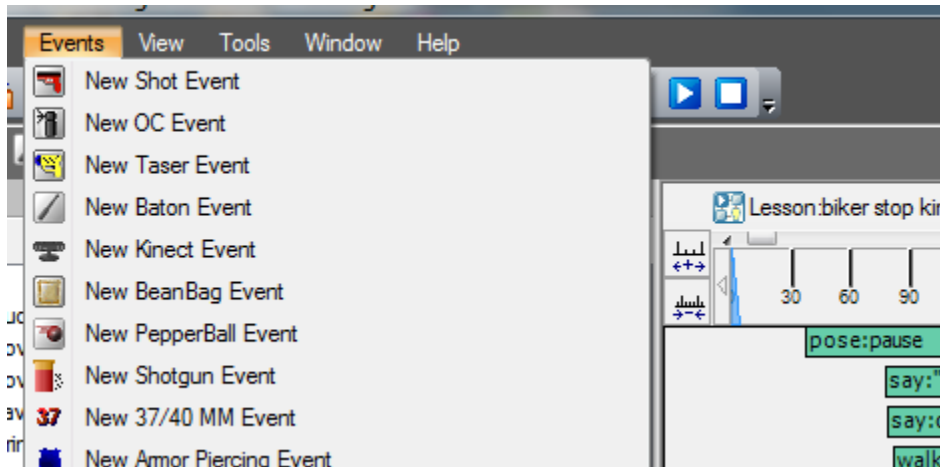 Events View Tools Window Help
New Shot Event
New OC Event
New Taser Event
New Baton Event
New Kinect Event
New BeanBag Event
New PepperBall Event
New Shotgun Event
37 New 37/40 MM Event
New Armor Piercing Event
Lesson:biker stop
30 60 90
pose:pause
say:"
say:
walk